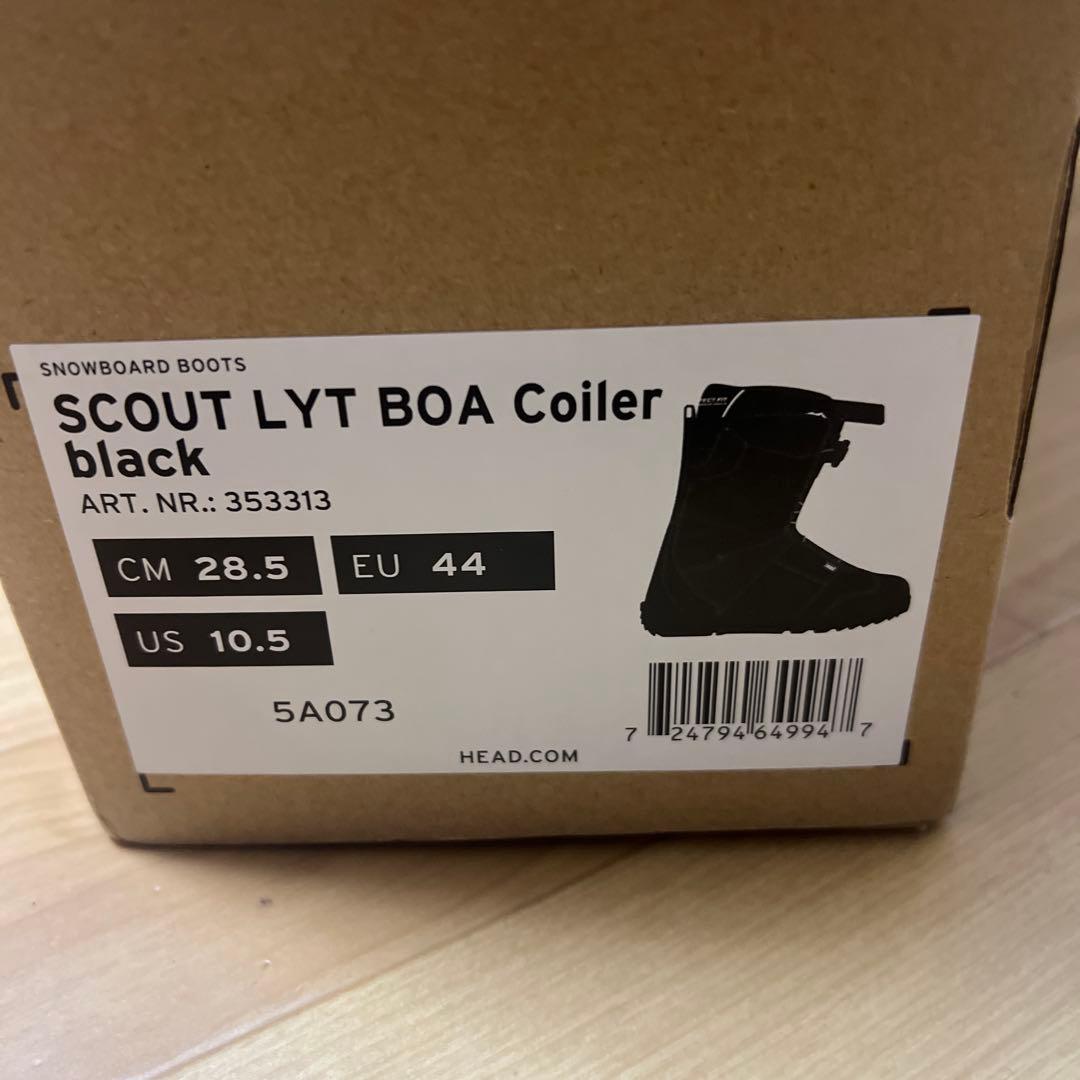 SNOWBOARD BOOTS
SCOUT LYT BOA Coiler
black
ART. NR.: 353313
CM 28.5 EU 44
US 10.5
5A073
7 24794 64994 7
HEAD.COM